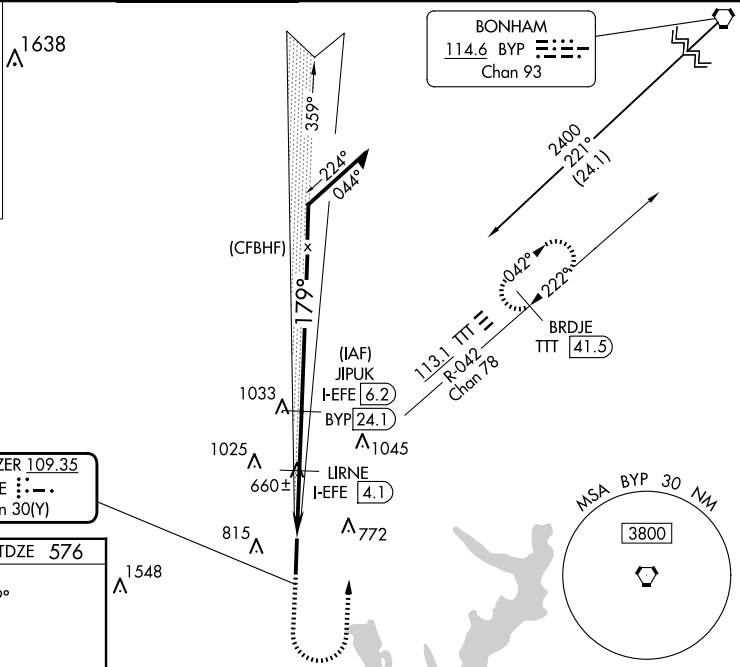 1638
BONHAM
114.6 BYP
Chan 93
359°
224°
044°
2400
221°
(24.1)
(CFBHF)
x
179°
042°
222°
BRDJE
TTT 41.5
113.1 TTT
R-042
Chan 78
(IAF)
JIPUK
I-EFE 6.2
BYP 24.1
1033
1045
1025
LIRNE
I-EFE 4.1
660±
ZER 109.35
E
n 30(Y)
815
772
TDZE 576
1548
MSA BYP 30 NM
3800